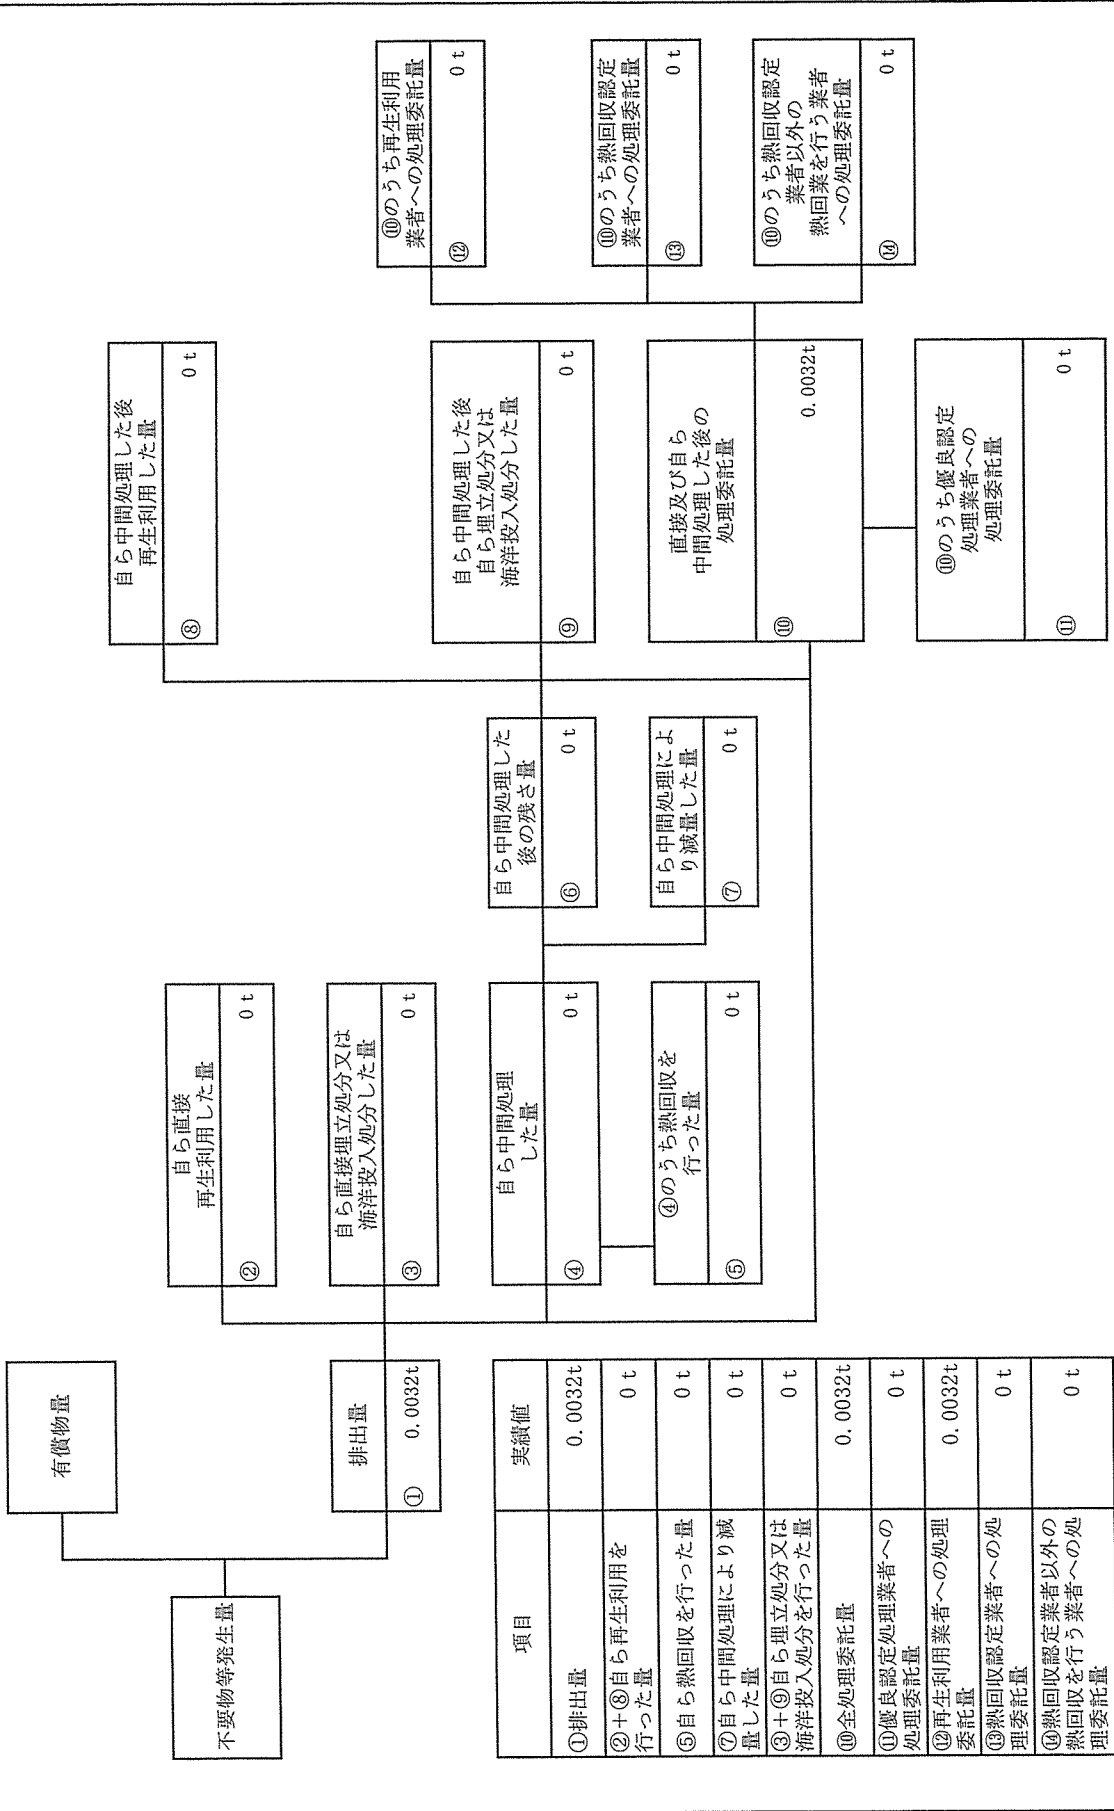 不要物等発生量
有償物量
排出量
① 0.0032t
自ら直接
再生利用した量
② 0 t
自ら直接埋立処分又は
海洋投入処分した量
③ 0 t
自ら中間処理
した量
④ 0 t
④のうち熱回収を
行った量
⑤ 0 t
自ら中間処理した
後の残さ量
⑥ 0 t
自ら中間処理によ
り減量した量
⑦ 0 t
自ら中間処理した後
再生利用した量
⑧ 0 t
自ら中間処理した後
自ら埋立処分又は
海洋投入処分した量
⑨ 0 t
直接及び自ら
中間処理した後の
処理委託量
⑩ 0.0032t
⑩のうち優良認定
処理業者への
処理委託量
⑪ 0 t
⑩のうち再生利用
業者への処理委託量
⑫ 0 t
⑩のうち熱回収認定
業者への処理委託量
⑬ 0 t
⑩のうち熱回収認定
業者以外の
熱回業を行う業者
への処理委託量
⑭ 0 t
項目 実績値
①排出量 0.0032t
②+⑧自ら再生利用を
行った量 0 t
⑤自ら熱回収を行った量 0 t
⑦自ら中間処理により減
量した量 0 t
③+⑨自ら埋立処分又は
海洋投入処分を行った量 0 t
⑩全処理委託量 0.0032t
⑪優良認定処理業者への
処理委託量 0 t
⑫再生利用業者への処理
委託量 0.0032t
⑬熱回収認定業者への処
理委託量 0 t
⑭熱回収認定業者以外の
熱回収を行う業者への処
理委託量 0 t